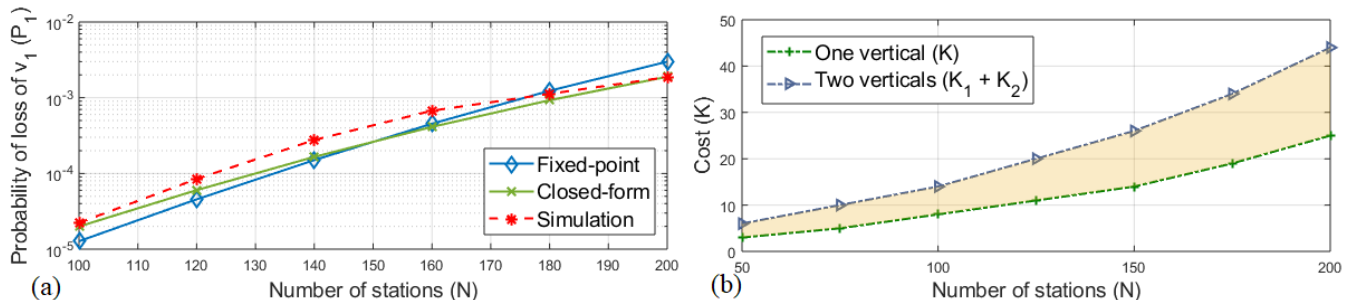 Probability of loss of v₁ (P₁)
10⁻²
10⁻³
10⁻⁴
10⁻⁵
Fixed-point
Closed-form
Simulation
100 110 120 130 140 150 160 170 180 190 200
Number of stations (N)
(a)
Cost (K)
50
40
30
20
10
0
One vertical (K)
Two verticals (K₁ + K₂)
50 100 150 200
Number of stations (N)
(b)